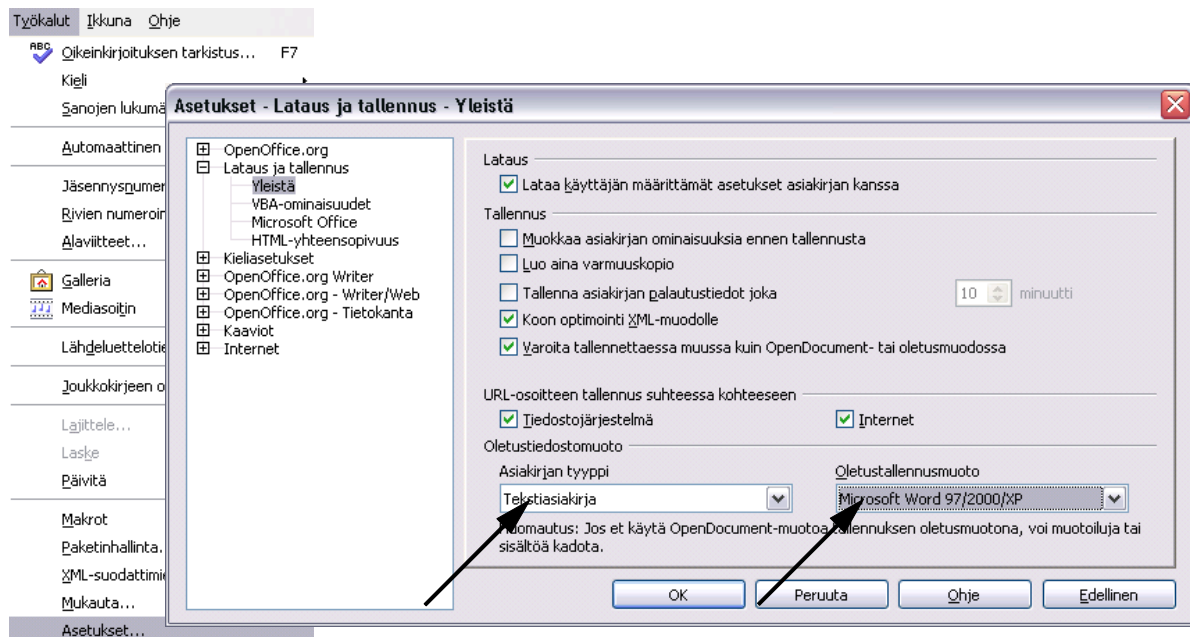 Työkalut Ikkuna Ohje
ABC Oikeinkirjoituksen tarkistus... F7
Kieli
Sanojen lukumä
Automaattinen
Jäsennysnumer
Rivien numeroin
Alaviitteet...
Galleria
Mediasoitin
Lähdeluettelotie
Joukkokirjeen o
Lajittele...
Laske
Päivitä
Makrot
Paketinhallinta.
XML-suodattimie
Mukauta...
Asetukset...
Asetukset - Lataus ja tallennus - Yleistä
OpenOffice.org
Lataus ja tallennus
Yleistä
VBA-ominaisuudet
Microsoft Office
HTML-yhteensopivuus
Kieliasetukset
OpenOffice.org Writer
OpenOffice.org - Writer/Web
OpenOffice.org - Tietokanta
Kaaviot
Internet
Lataus
Lataa käyttäjän määrittämät asetukset asiakirjan kanssa
Tallennus
Muokkaa asiakirjan ominaisuuksia ennen tallennusta
Luo aina varmuuskopio
Tallenna asiakirjan palautustiedot joka 10 minuutti
Koon optimointi XML-muodolle
Varoita tallennettaessa muussa kuin OpenDocument- tai oletusmuodossa
URL-osoitteen tallennus suhteessa kohteeseen
Tiedostojärjestelmä Internet
Oletustiedostomuoto
Asiakirjan tyyppi Oletustallennusmuoto
Tekstiasiakirja Microsoft Word 97/2000/XP
Huomautus: Jos et käytä OpenDocument-muotoa tallennuksen oletusmuotona, voi muotoiluja tai
sisältöä kadota.
OK Peruuta Ohje Edellinen